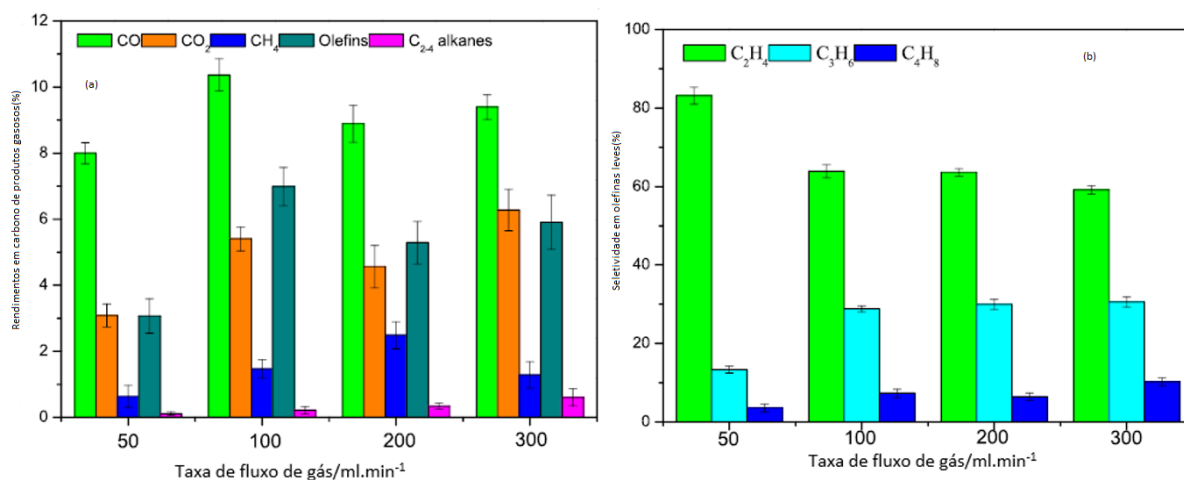 12
10
8
6
4
2
0
CO CO2 CH4 Olefins C2-4 alkanes
(a)
Rendimentos em carbono de produtos gasosos(%)
50 100 200 300
Taxa de fluxo de gás/ml.min-1
100
80
60
40
20
0
C2H4 C3H6 C4H8
(b)
Seletividade em olefinas leves(%)
50 100 200 300
Taxa de fluxo de gás/ml.min-1